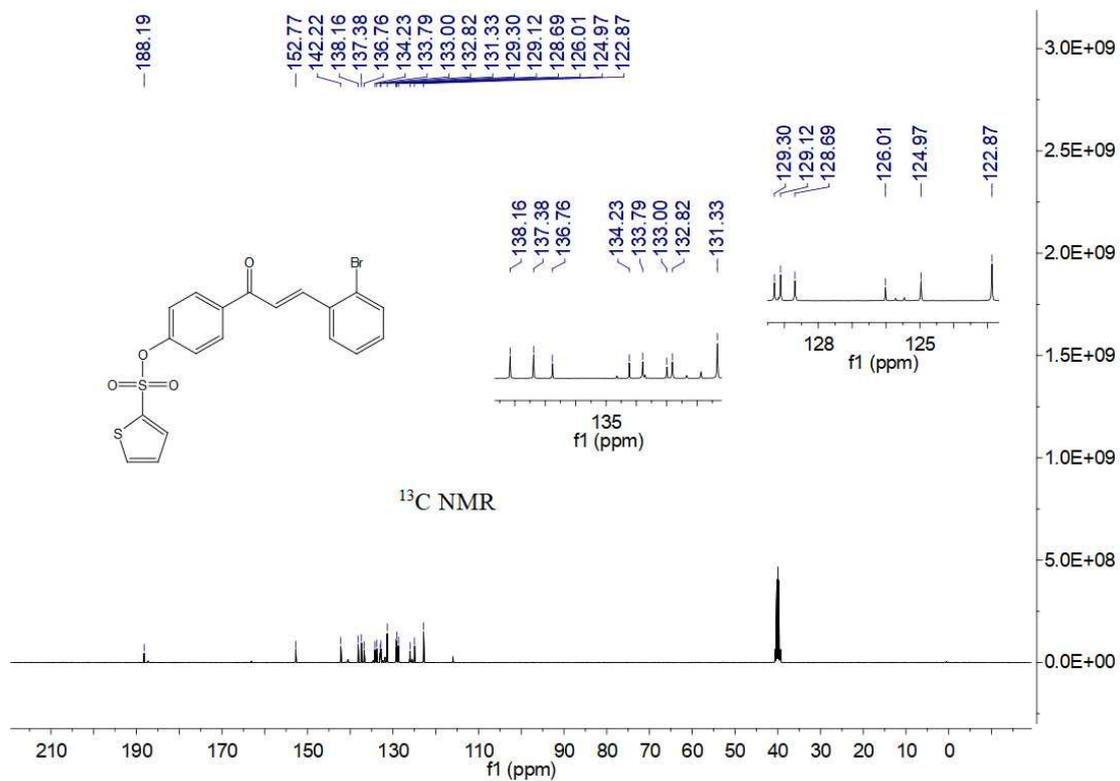 188.19
152.77
142.22
138.16
137.38
136.76
134.23
133.79
133.00
132.82
131.33
129.30
129.12
128.69
126.01
124.97
122.87
3.0E+09
2.5E+09
2.0E+09
1.5E+09
1.0E+09
5.0E+08
0.0E+00
129.30
129.12
128.69
126.01
124.97
122.87
128 125
f1 (ppm)
138.16
137.38
136.76
134.23
133.79
133.00
132.82
131.33
135
f1 (ppm)
O
Br
O
O S O
S
13C NMR
210 190 170 150 130 110 90 80 70 60 50 40 30 20 10 0
f1 (ppm)